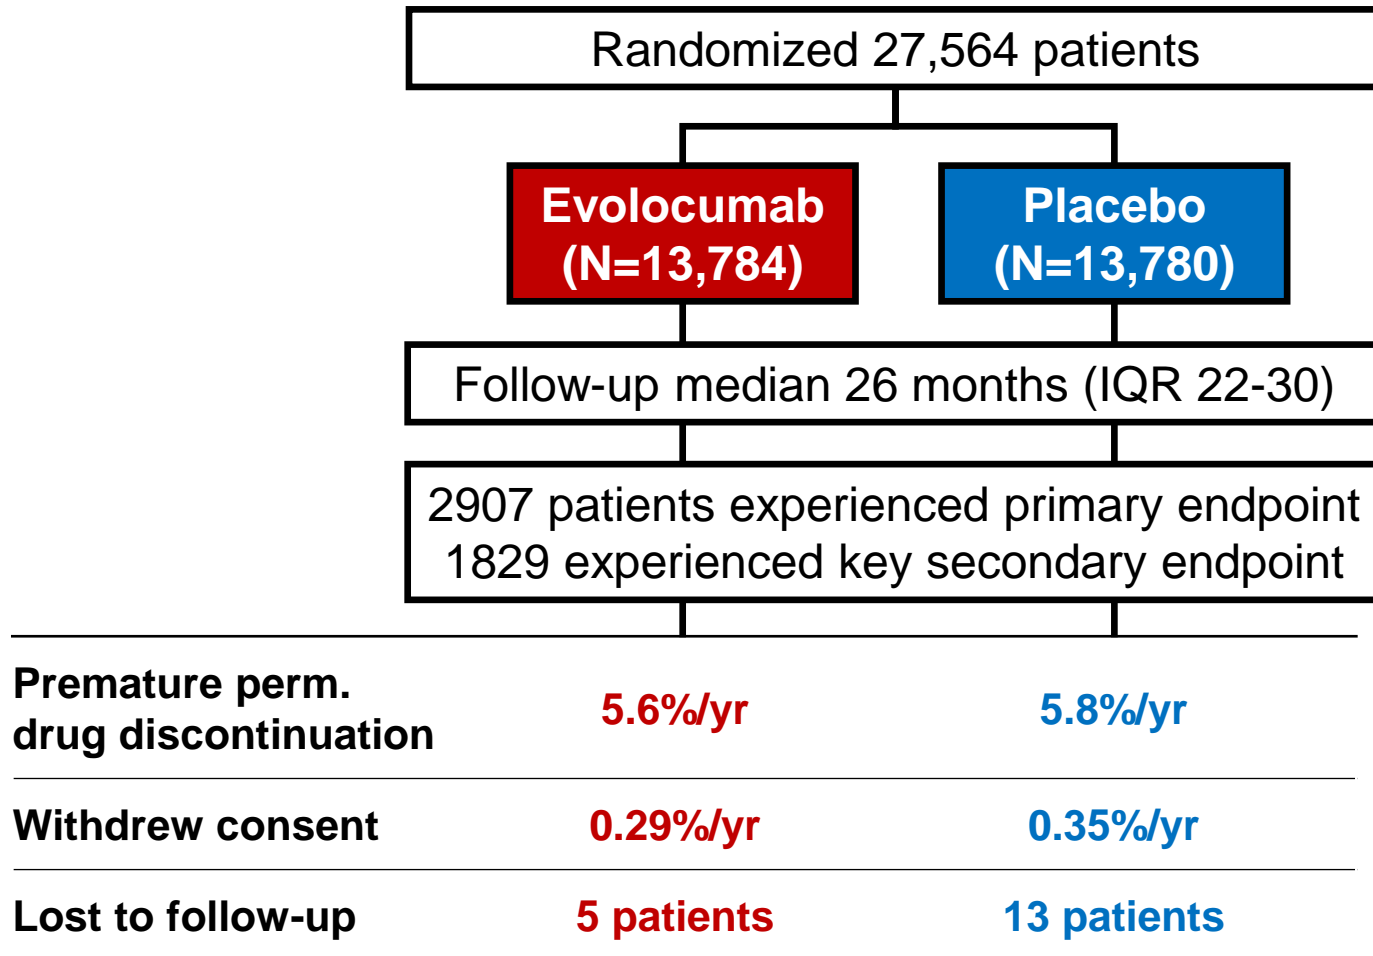 Randomized 27,564 patients
Evolocumab
(N=13,784)
Placebo
(N=13,780)
Follow-up median 26 months (IQR 22-30)
2907 patients experienced primary endpoint
1829 experienced key secondary endpoint
Premature perm.
drug discontinuation
5.6%/yr
5.8%/yr
Withdrew consent
0.29%/yr
0.35%/yr
Lost to follow-up
5 patients
13 patients